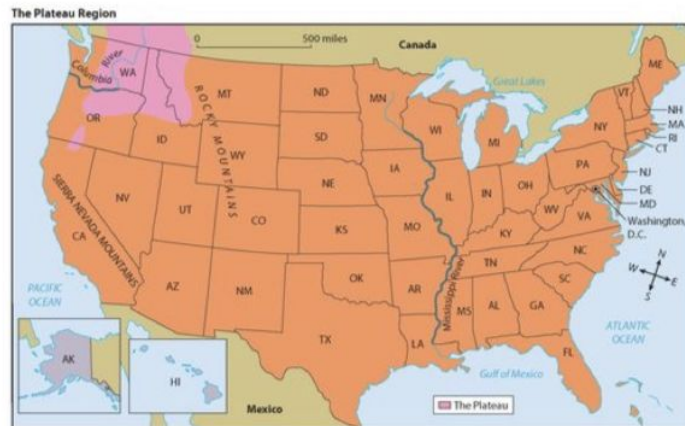 The Plateau Region
0 500 miles
Canada
Columbia River
WA
MT
ND
MN
Great Lakes
ME
VT
NH
MA
RI
CT
NY
OR
ID
ROCKY MOUNTAINS
WY
SD
WI
MI
PA
NJ
DE
MD
Washington, D.C.
NE
IA
IL
IN
OH
WV
VA
NV
UT
CO
KS
MO
KY
SIERRA NEVADA MOUNTAINS
CA
AZ
NM
OK
AR
TN
NC
SC
Mississippi River
MS
AL
GA
TX
LA
FL
PACIFIC
OCEAN
ATLANTIC
OCEAN
N
W E
S
AK
HI
Gulf of Mexico
Mexico
The Plateau